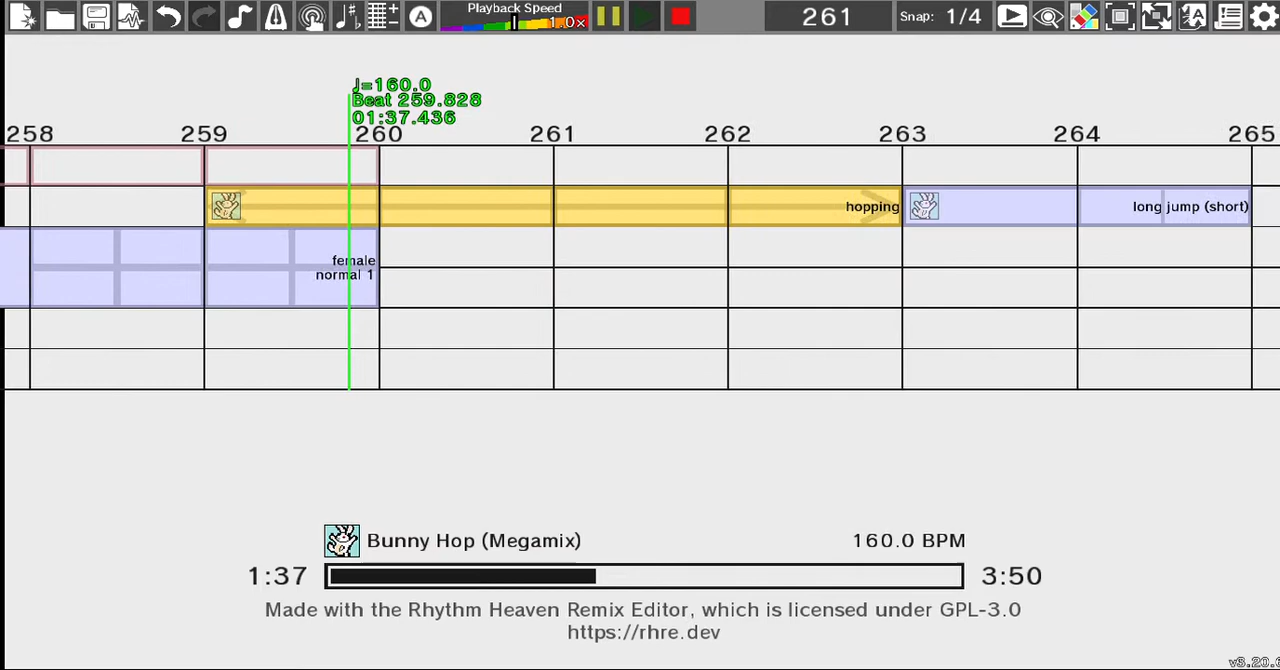 Playback Speed
1.0x
261
Snap: 1/4
A
A
♩=160.0
Beat 259.828
01:37.436
258 259 260 261 262 263 264 265
hopping
long jump (short)
female
normal 1
Bunny Hop (Megamix) 160.0 BPM
1:37 3:50
Made with the Rhythm Heaven Remix Editor, which is licensed under GPL-3.0
https://rhre.dev